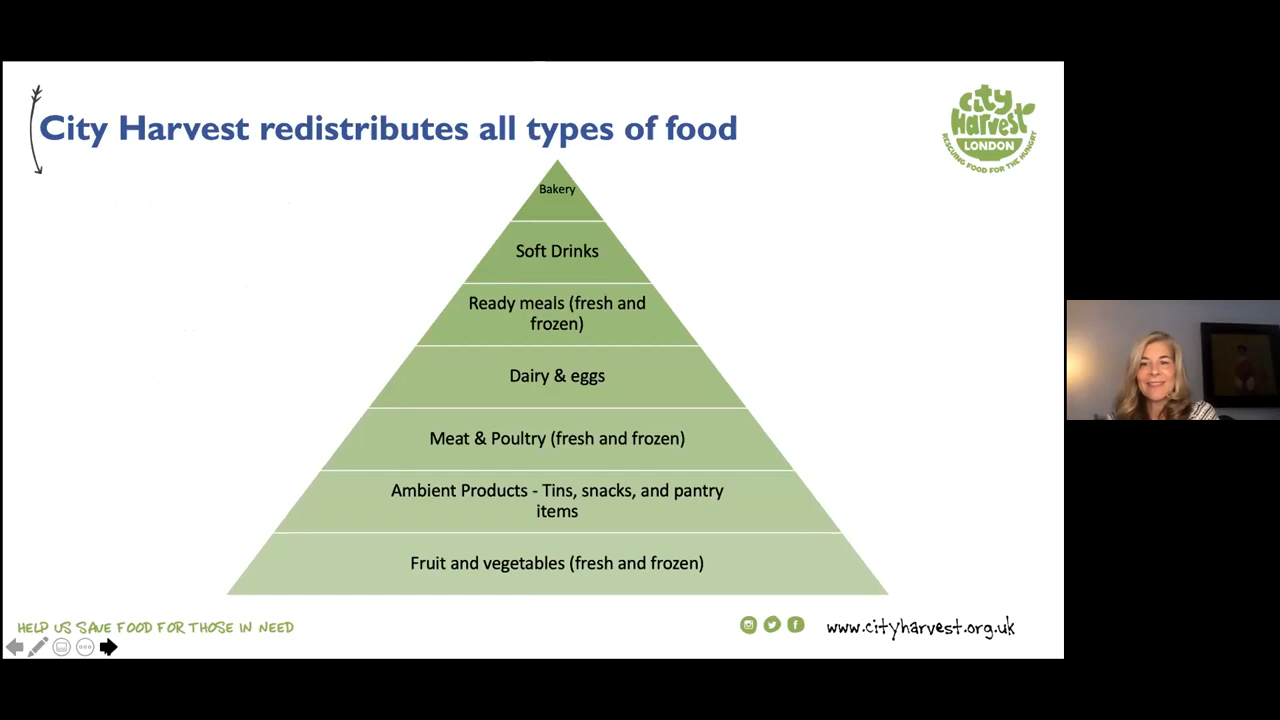 City Harvest redistributes all types of food
city
Harvest
LONDON
RESCUING FOOD FOR THE HUNGRY
Bakery
Soft Drinks
Ready meals (fresh and
frozen)
Dairy & eggs
Meat & Poultry (fresh and frozen)
Ambient Products - Tins, snacks, and pantry
items
Fruit and vegetables (fresh and frozen)
HELP US SAVE FOOD FOR THOSE IN NEED
www.cityharvest.org.uk